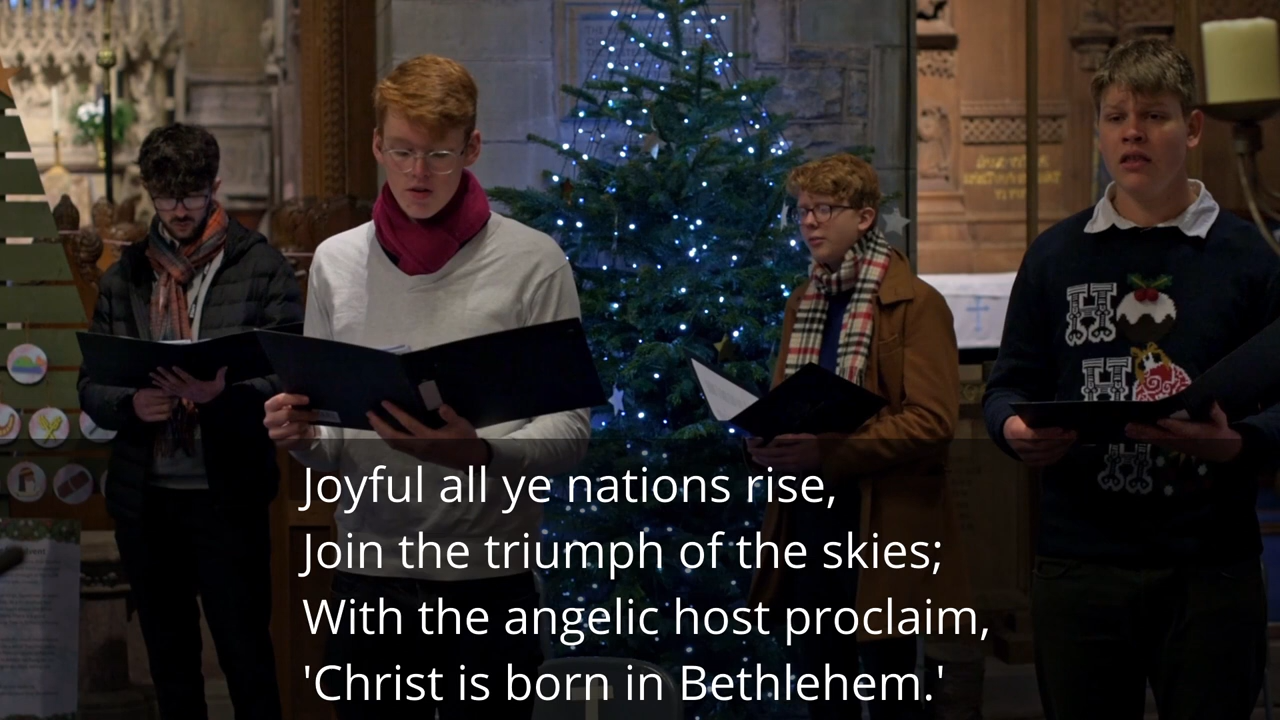 H
H
H
Joyful all ye nations rise,
Join the triumph of the skies;
With the angelic host proclaim,
'Christ is born in Bethlehem.'